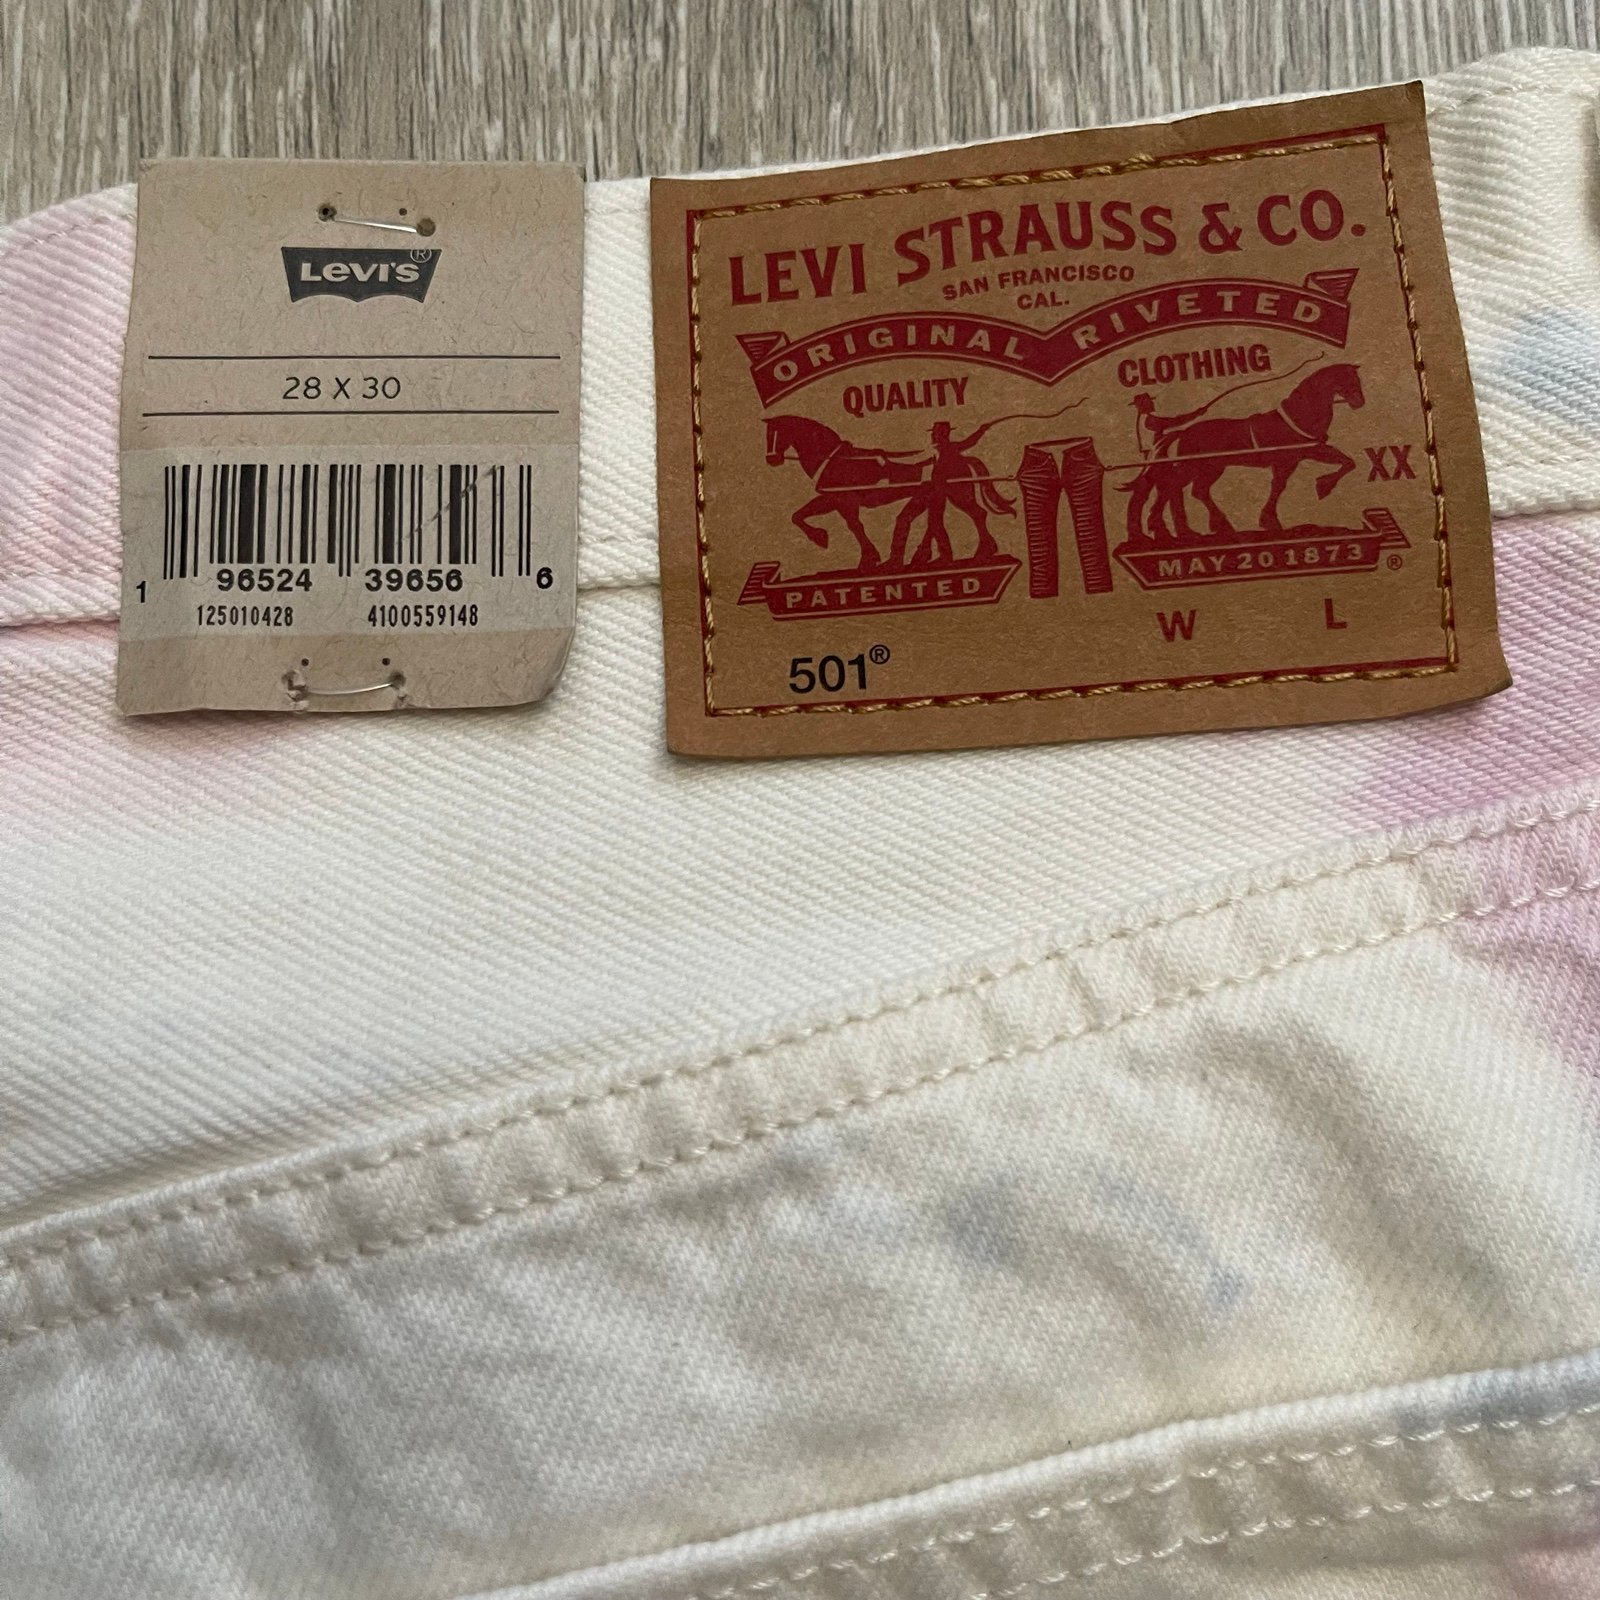 LEVI'S®
28 X 30
1 96524 39656 6
125010428 4100559148
LEVI STRAUSS & CO.
SAN FRANCISCO
CAL.
ORIGINAL RIVETED
QUALITY CLOTHING
XX
PATENTED MAY 20 1873 ®
W L
501®